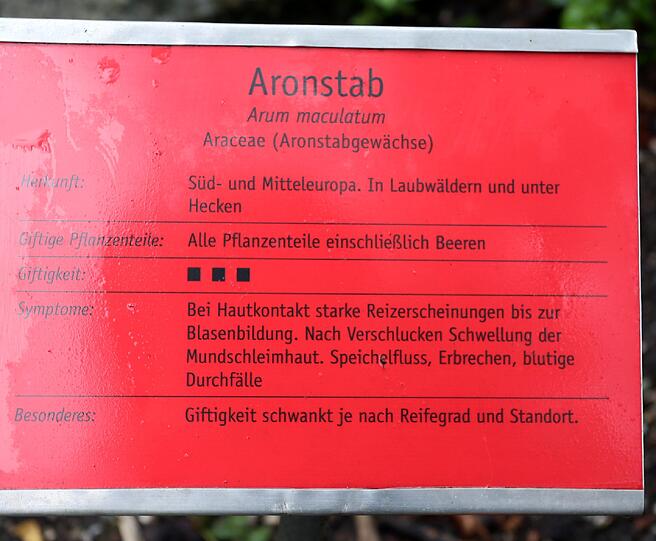 Aronstab
Arum maculatum
Araceae (Aronstabgewächse)
Herkunft: Süd- und Mitteleuropa. In Laubwäldern und unter
Hecken
Giftige Pflanzenteile: Alle Pflanzenteile einschließlich Beeren
Giftigkeit: ■ ■ ■
Symptome: Bei Hautkontakt starke Reizerscheinungen bis zur
Blasenbildung. Nach Verschlucken Schwellung der
Mundschleimhaut. Speichelfluss, Erbrechen, blutige
Durchfälle
Besonderes: Giftigkeit schwankt je nach Reifegrad und Standort.